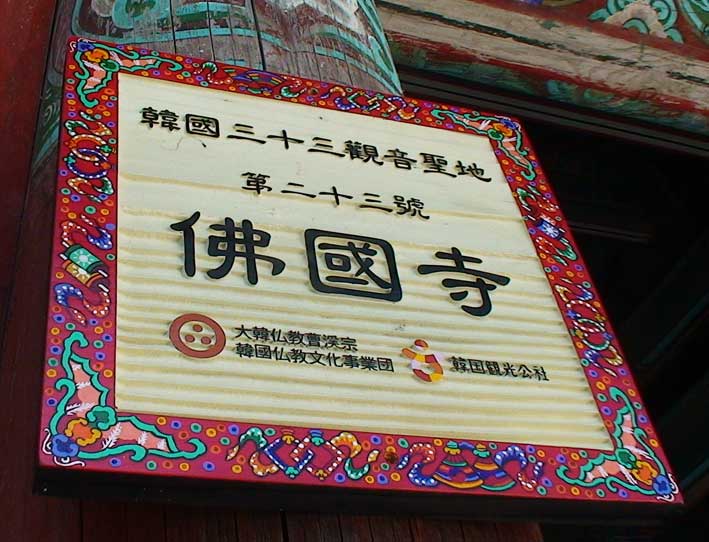 韓國三十三觀音聖地
第二十三號
佛國寺
大韓仏教曹溪宗
韓國仏教文化事業団
韓国観光公社